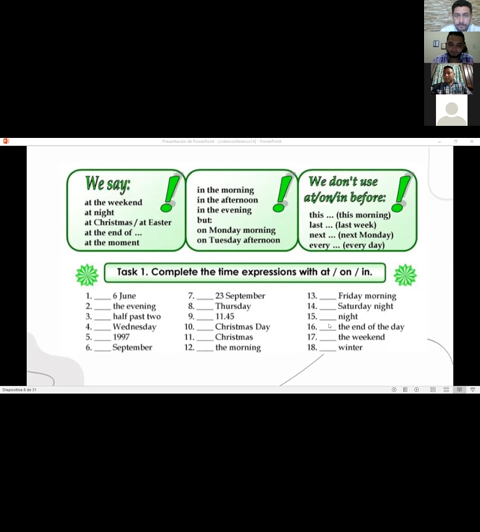 We say:
at the weekend
at night
at Christmas / at Easter
at the end of ...
at the moment
in the morning
in the afternoon
in the evening
but:
on Monday morning
on Tuesday afternoon
We don't use
at/on/in before:
this ... (this morning)
last ... (last week)
next ... (next Monday)
every ... (every day)
Task 1. Complete the time expressions with at / on / in.
1. ____ 6 June
2. ____ the evening
3. ____ half past two
4. ____ Wednesday
5. ____ 1997
6. ____ September
7. ____ 23 September
8. ____ Thursday
9. ____ 11.45
10. ____ Christmas Day
11. ____ Christmas
12. ____ the morning
13. ____ Friday morning
14. ____ Saturday night
15. ____ night
16. ____ the end of the day
17. ____ the weekend
18. ____ winter
Diapositiva 6 de 21